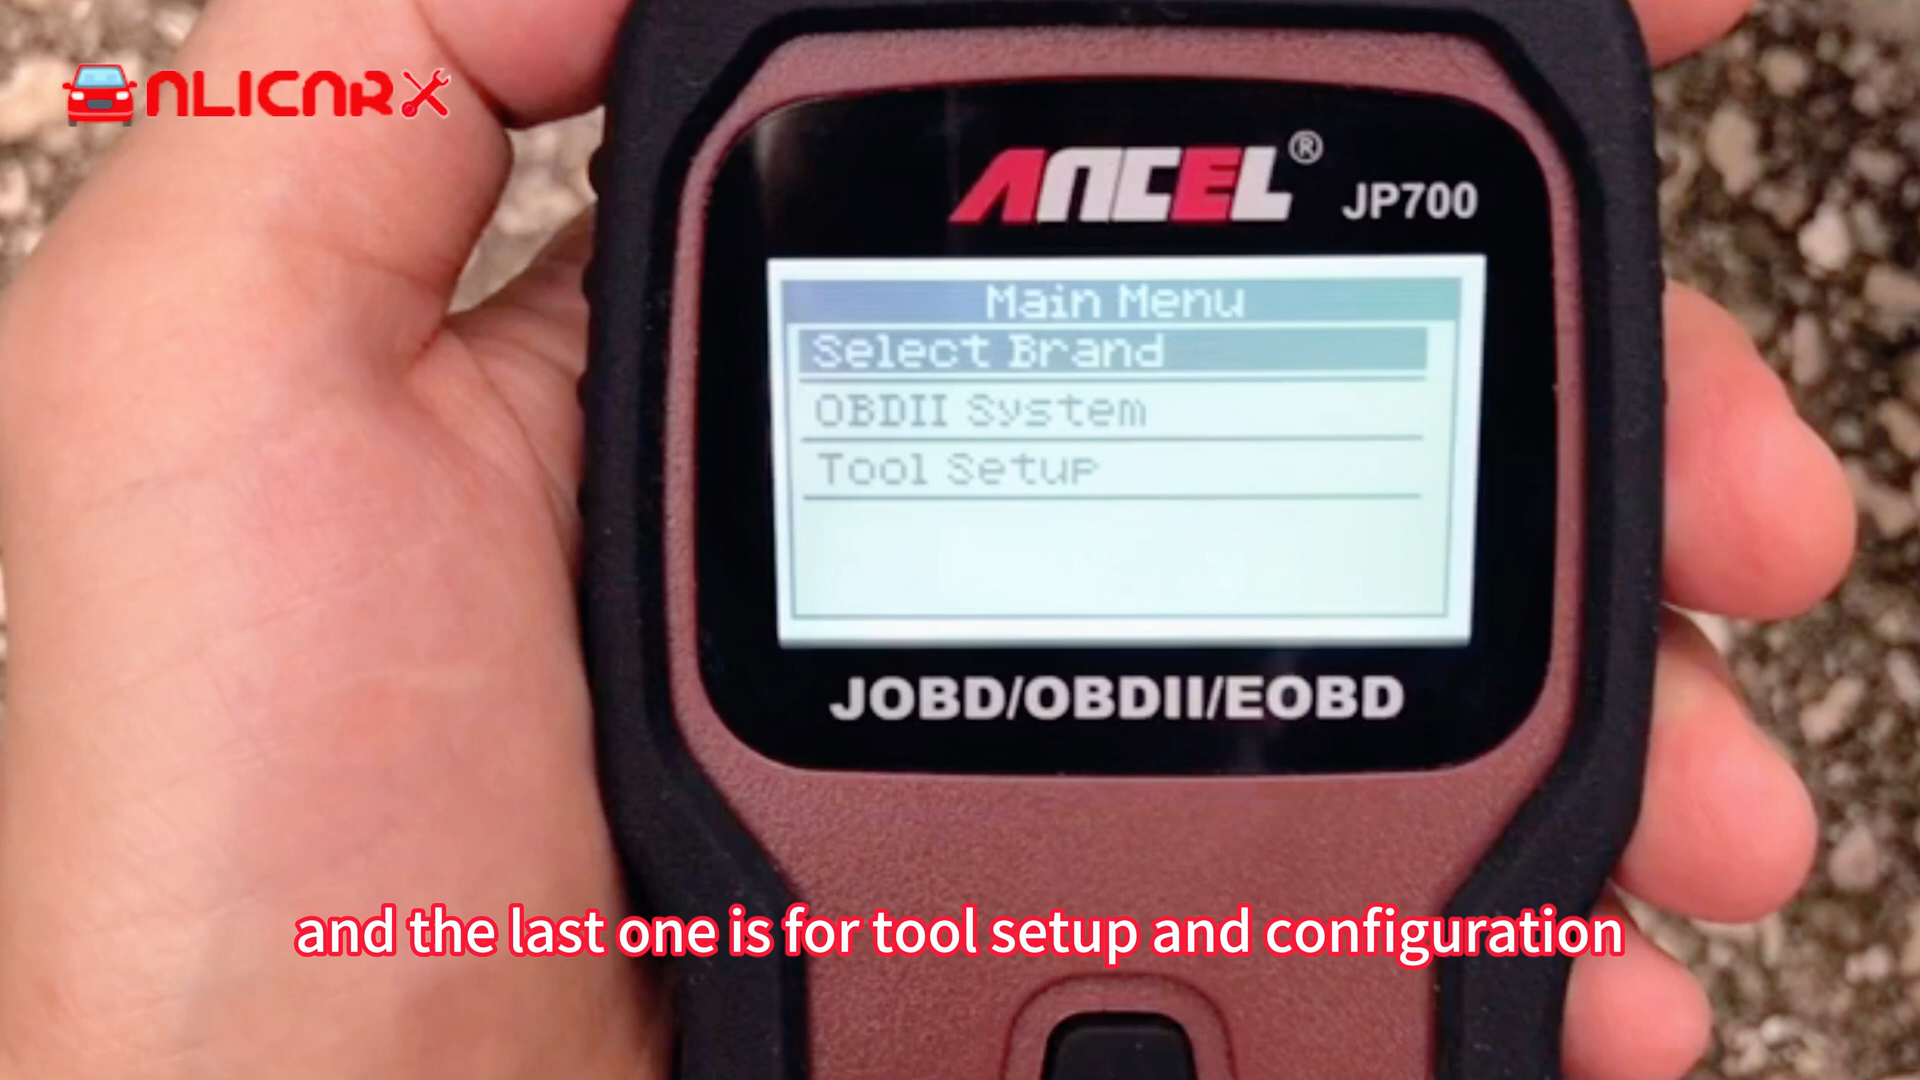 ALICAR
ANCEL®
JP700
Main Menu
Select Brand
OBDII System
Tool Setup
JOBD/OBDII/EOBD
and the last one is for tool setup and configuration